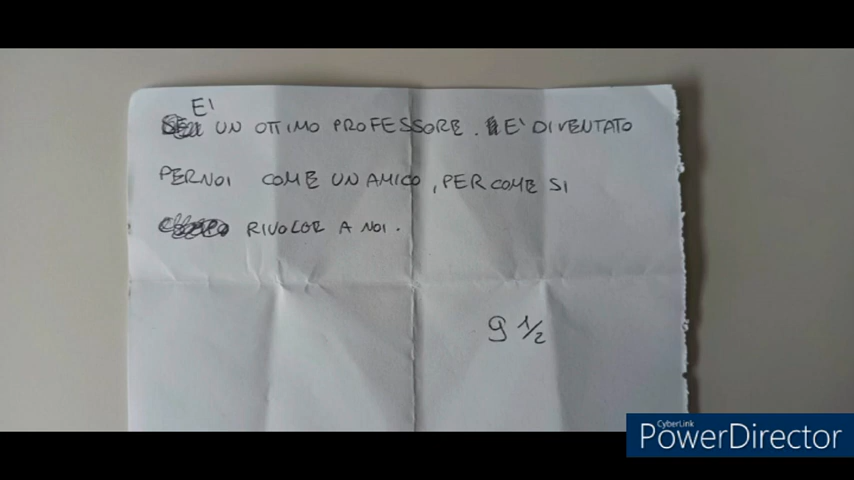 E'
UN OTTIMO PROFESSORE. E' DIVENTATO
PER NOI COME UN AMICO, PER COME SI
RIVOLGE A NOI.
9 1/2
CyberLink
PowerDirector